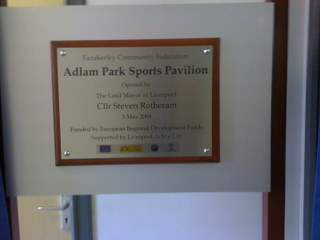 Fazakerley Community Federation
Adlam Park Sports Pavilion
Opened by
The Lord Mayor of Liverpool
Cllr Steven Rotheram
3 May 2009
Funded by European Regional Development Funds
Supported by Liverpool Active City